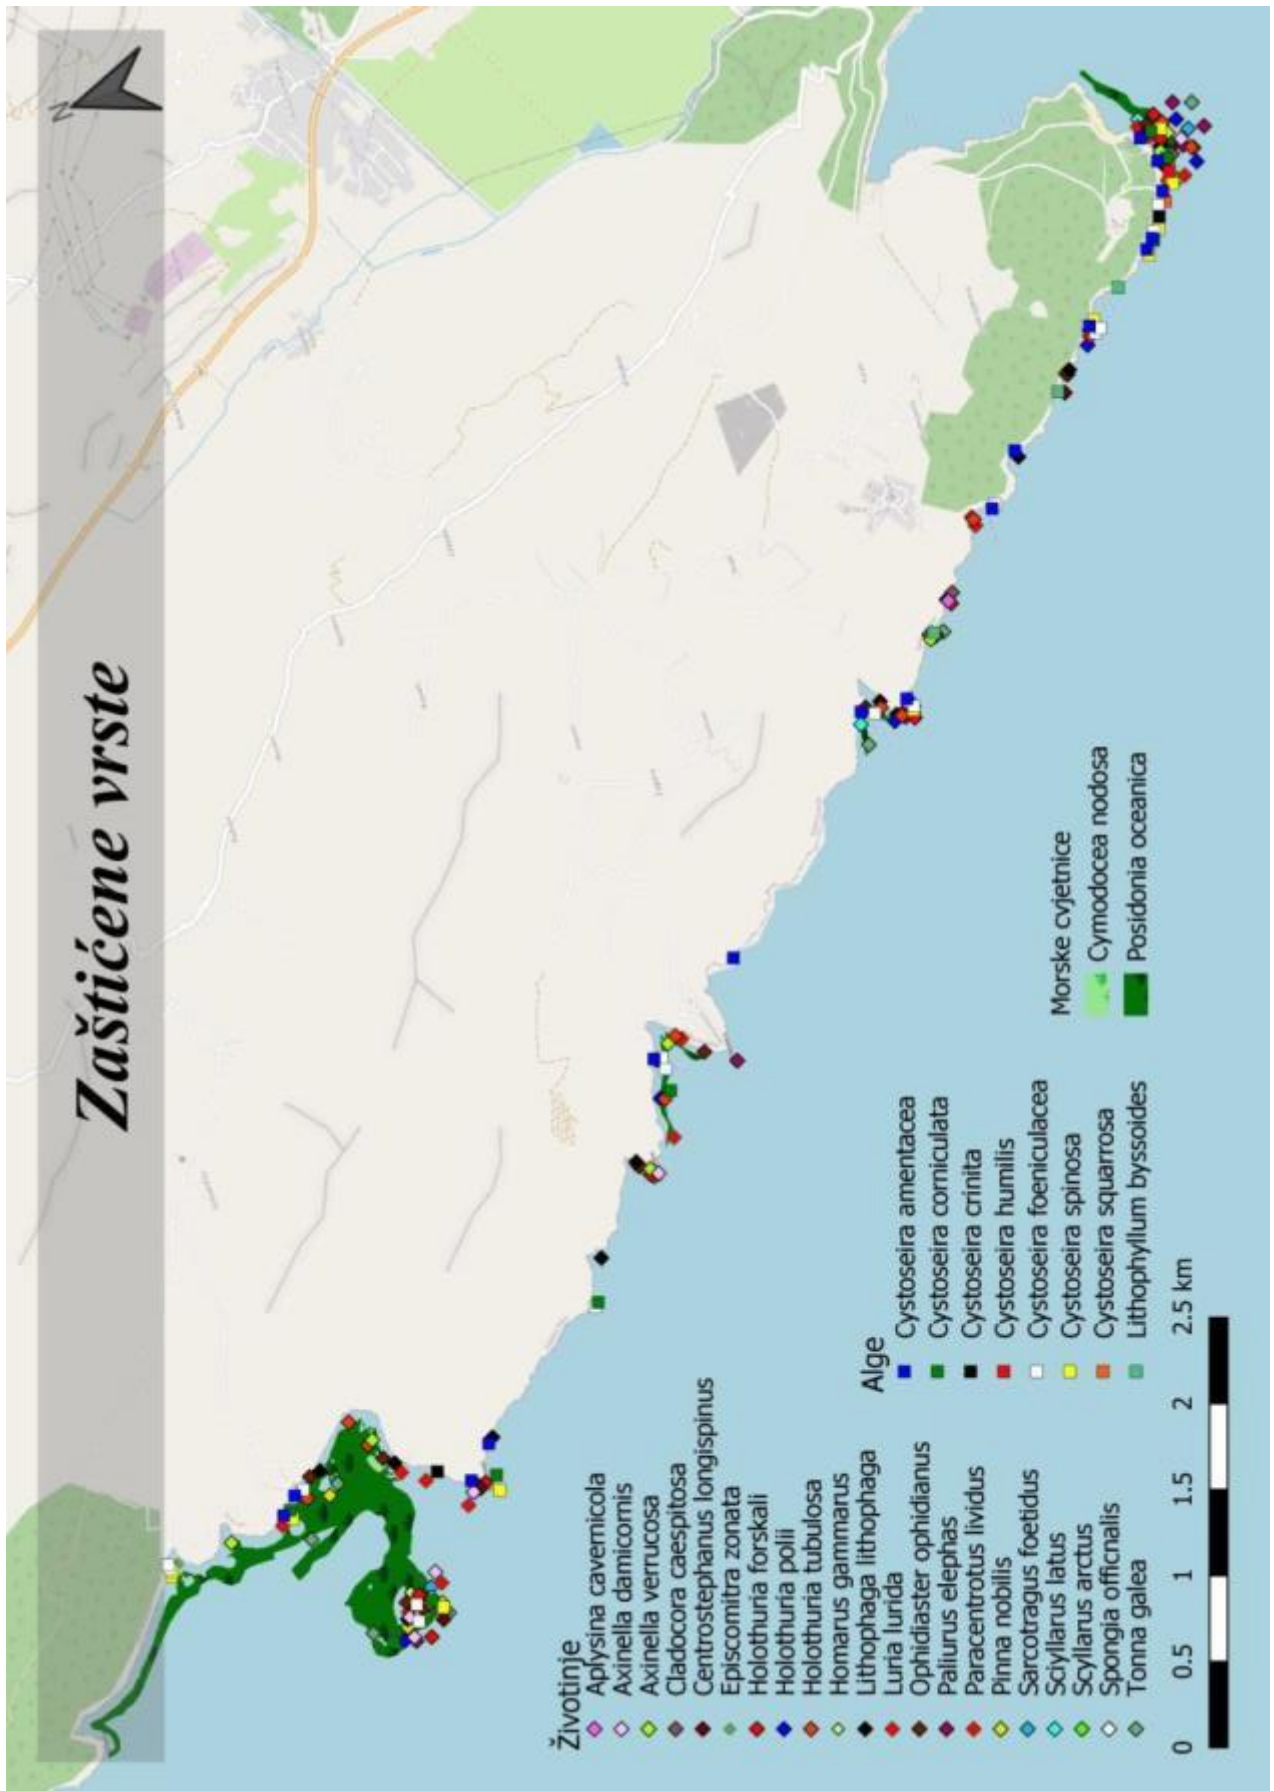 Zaštićene vrste
N
Životinje
Aplysina cavernicola
Axinella damicornis
Axinella verrucosa
Cladocora caespitosa
Centrostephanus longispinus
Episcomitra zonata
Holothuria forskali
Holothuria polii
Holothuria tubulosa
Homarus gammarus
Lithophaga lithophaga
Luria lurida
Ophidiaster ophidianus
Paliurus elephas
Paracentrotus lividus
Pinna nobilis
Sarcotragus foetidus
Sciyllarus latus
Scyllarus arctus
Spongia officnalis
Tonna galea
Alge
Cystoseira amentacea
Cystoseira corniculata
Cystoseira crinita
Cystoseira humilis
Cystoseira foeniculacea
Cystoseira spinosa
Cystoseira squarrosa
Lithophyllum byssoides
Morske cvjetnice
Cymodocea nodosa
Posidonia oceanica
0 0.5 1 1.5 2 2.5 km